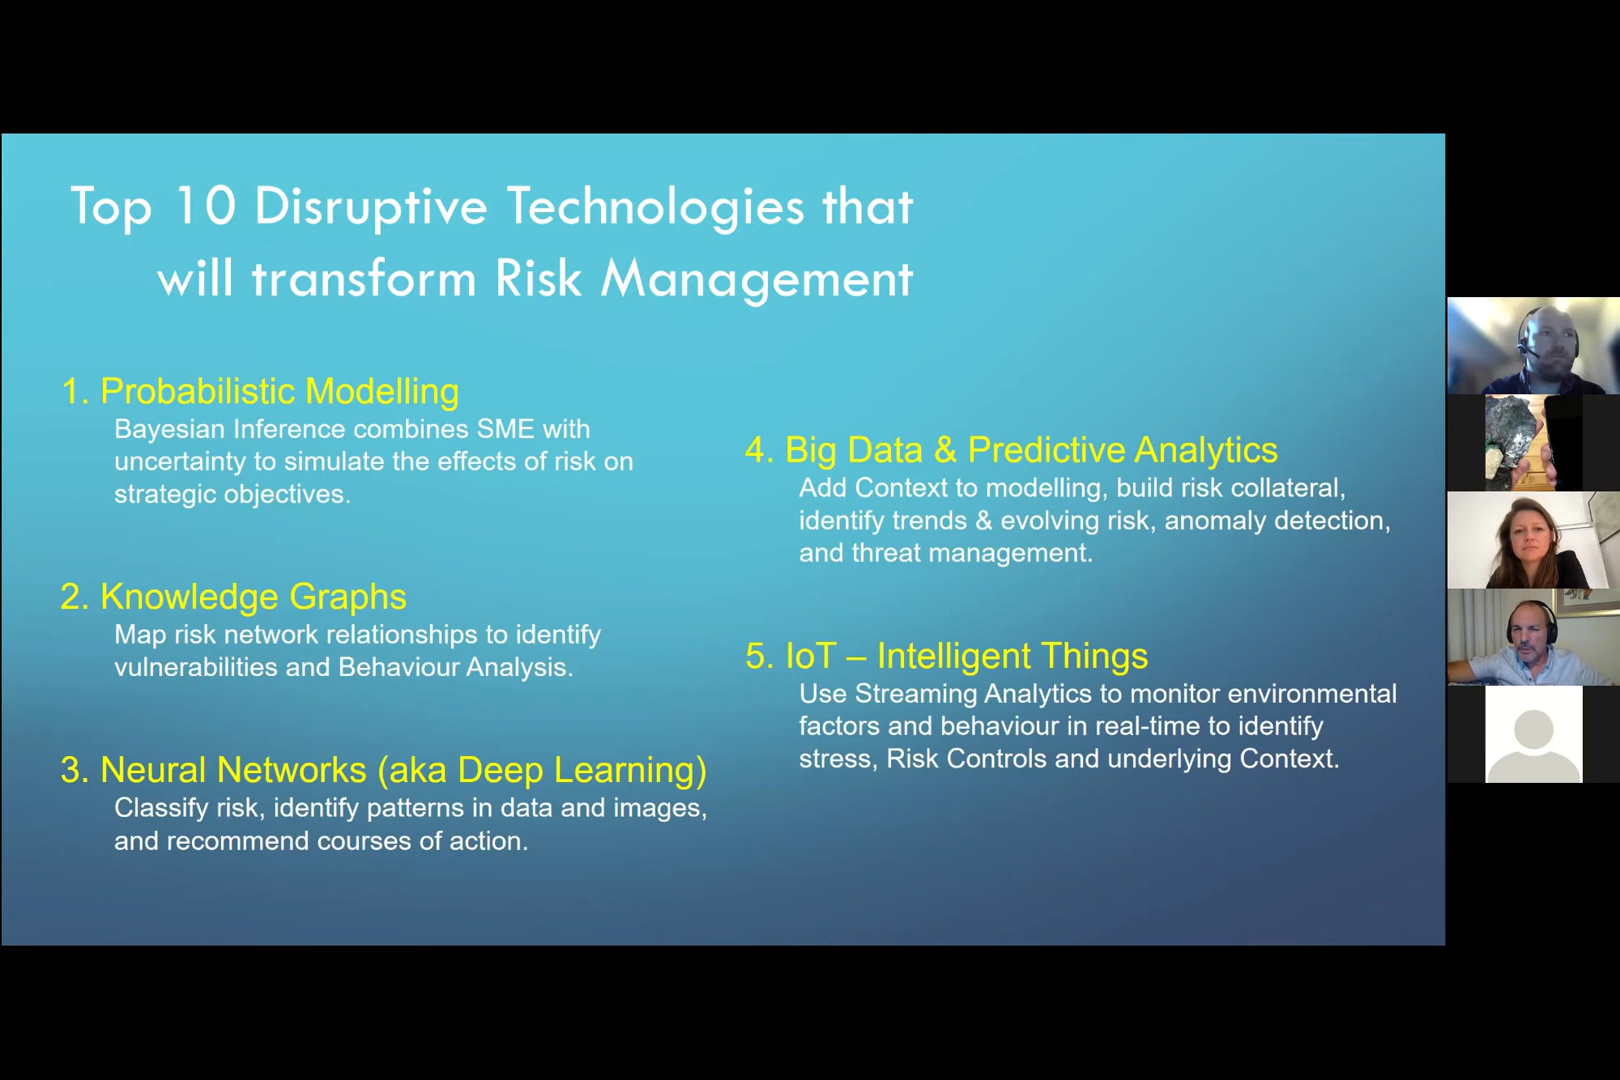 Top 10 Disruptive Technologies that
will transform Risk Management
1. Probabilistic Modelling
Bayesian Inference combines SME with
uncertainty to simulate the effects of risk on
strategic objectives.
2. Knowledge Graphs
Map risk network relationships to identify
vulnerabilities and Behaviour Analysis.
3. Neural Networks (aka Deep Learning)
Classify risk, identify patterns in data and images,
and recommend courses of action.
4. Big Data & Predictive Analytics
Add Context to modelling, build risk collateral,
identify trends & evolving risk, anomaly detection,
and threat management.
5. IoT – Intelligent Things
Use Streaming Analytics to monitor environmental
factors and behaviour in real-time to identify
stress, Risk Controls and underlying Context.